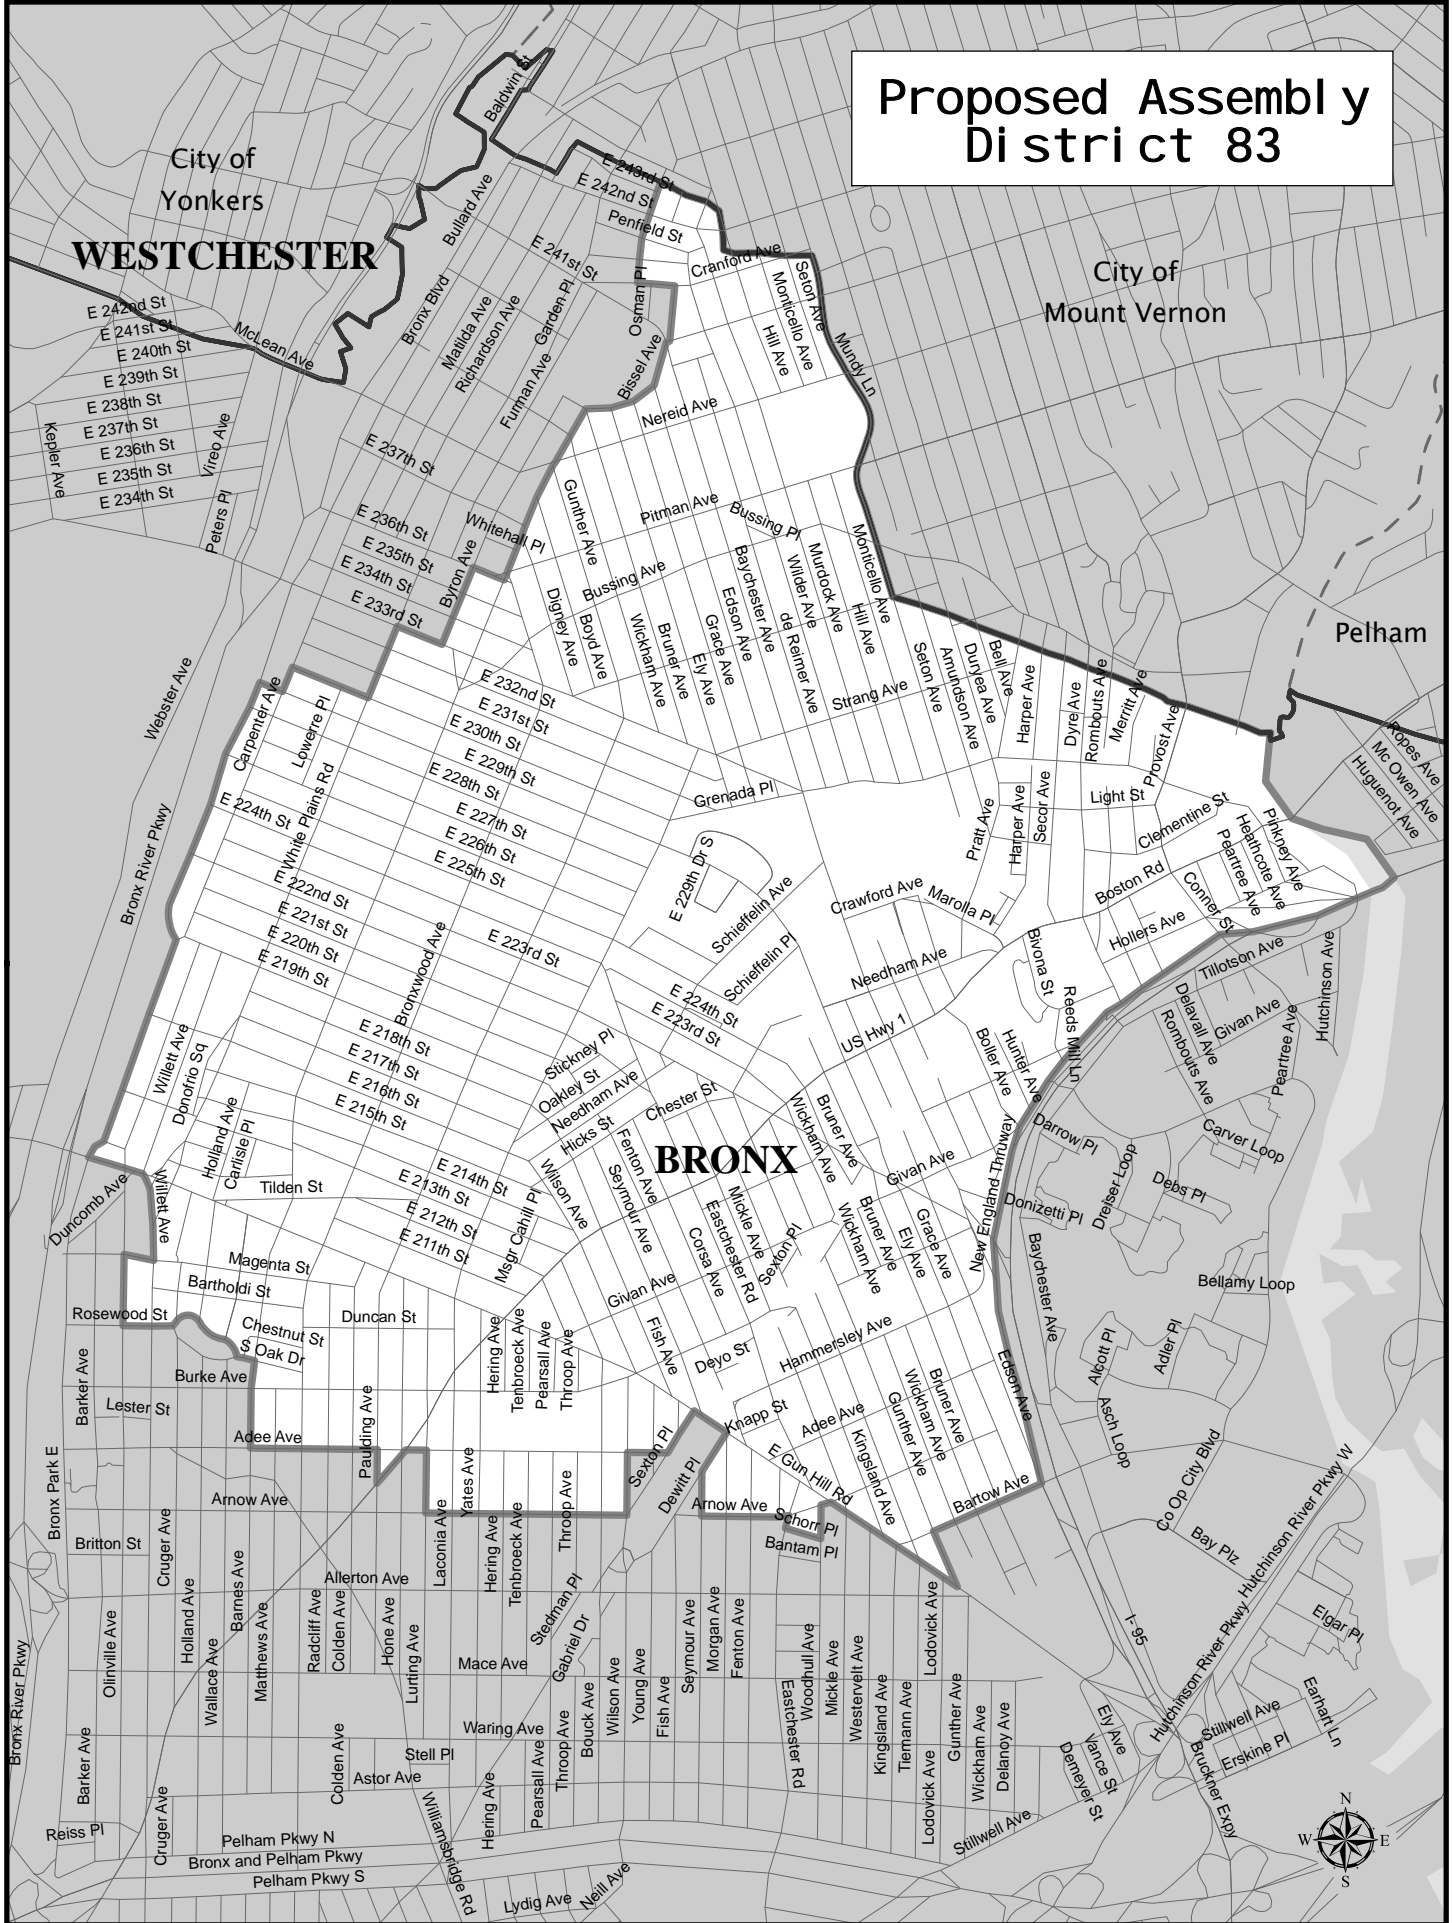 Proposed Assembly
District 83
Baldwin St
City of
Yonkers
WESTCHESTER
E 243rd St
E 242nd St
Penfield St
Bullard Ave
E 241st St
Cranford Ave
Osman Pl
Seton Ave
Monticello Ave
Hill Ave
City of
Mount Vernon
E 242nd St
E 241st St
E 240th St
E 239th St
E 238th St
E 237th St
E 236th St
E 235th St
E 234th St
McLean Ave
Bronx Blvd
Matilda Ave
Richardson Ave
Garden Pl
Furman Ave
Bissel Ave
Mundy Ln
Nereid Ave
Kepler Ave
Vireo Ave
Peters Pl
E 237th St
E 236th St
E 235th St
E 234th St
E 233rd St
Whitehall Pl
Byron Ave
Gunther Ave
Pitman Ave
Bussing Pl
Bussing Ave
Digney Ave
Boyd Ave
Wickham Ave
Bruner Ave
Ely Ave
Grace Ave
Edson Ave
Baychester Ave
de Reimer Ave
Wilder Ave
Murdock Ave
Monticello Ave
Hill Ave
Strang Ave
Seton Ave
Amundson Ave
Duryea Ave
Bell Ave
Harper Ave
Dyre Ave
Rombouts Ave
Merritt Ave
Provost Ave
Pelham
Ropes Ave
Mc Owen Ave
Huguenot Ave
Webster Ave
Carpenter Ave
Lowerre Pl
E 232nd St
E 231st St
E 230th St
E 229th St
E 228th St
E 227th St
E 226th St
E 225th St
E 224th St
White Plains Rd
Grenada Pl
Light St
Pratt Ave
Harper Ave
Secor Ave
Clementine St
Pinkney Ave
Heathcote Ave
Peartree Ave
Conner St
Boston Rd
Hollers Ave
Bronx River Pkwy
E 222nd St
E 221st St
E 220th St
E 219th St
Bronxwood Ave
E 223rd St
E 229th Dr S
Schieffelin Ave
Schieffelin Pl
Crawford Ave
Marolla Pl
Needham Ave
Bivona St
Reeds Mill Ln
Tillotson Ave
Hutchinson Ave
Delavall Ave
Rombouts Ave
Givan Ave
Peartree Ave
E 224th St
E 223rd St
US Hwy 1
Boller Ave
Hunter Ave
Willett Ave
Donofrio Sq
E 218th St
E 217th St
E 216th St
E 215th St
Stickney Pl
Oakley St
Needham Ave
Hicks St
Chester St
BRONX
Wickham Ave
Bruner Ave
Givan Ave
New England Thruway
Darrow Pl
Donizetti Pl
Dreiser Loop
Debs Pl
Carver Loop
Holland Ave
Carlisle Pl
Tilden St
E 214th St
E 213th St
E 212th St
E 211th St
Msgr Cahill Pl
Wilson Ave
Fenton Ave
Seymour Ave
Mickle Ave
Eastchester Rd
Corsa Ave
Sexton Pl
Wickham Ave
Bruner Ave
Ely Ave
Grace Ave
Duncomb Ave
Willett Ave
Magenta St
Bartholdi St
Givan Ave
Baychester Ave
Bellamy Loop
Rosewood St
Chestnut St
S Oak Dr
Duncan St
Burke Ave
Hering Ave
Tenbroeck Ave
Pearsall Ave
Throop Ave
Fish Ave
Deyo St
Hammersley Ave
Edson Ave
Alcott Pl
Adler Pl
Asch Loop
Barker Ave
Lester St
Adee Ave
Paulding Ave
Knapp St
Adee Ave
Gunther Ave
Wickham Ave
Bruner Ave
Kingsland Ave
E Gun Hill Rd
Bartow Ave
Bronx Park E
Arnow Ave
Yates Ave
Laconia Ave
Hering Ave
Tenbroeck Ave
Throop Ave
Sexton Pl
Dewitt Pl
Arnow Ave
Schorr Pl
Bantam Pl
Co Op City Blvd
Bay Plz
Hutchinson River Pkwy W
Hutchinson River Pkwy
Britton St
Cruger Ave
Allerton Ave
Olinville Ave
Holland Ave
Wallace Ave
Barnes Ave
Matthews Ave
Radcliff Ave
Colden Ave
Hone Ave
Lurting Ave
Mace Ave
Stedman Pl
Gabriel Dr
Wilson Ave
Young Ave
Fish Ave
Seymour Ave
Morgan Ave
Fenton Ave
Eastchester Rd
Woodhull Ave
Mickle Ave
Westervelt Ave
Kingsland Ave
Tiemann Ave
Lodovick Ave
Gunther Ave
Wickham Ave
Delanoy Ave
I- 95
Elgar Pl
Earhart Ln
Stillwell Ave
Erskine Pl
Bruckner Expy
Ely Ave
Vance St
Demeyer St
Bronx River Pkwy
Barker Ave
Waring Ave
Colden Ave
Stell Pl
Astor Ave
Hering Ave
Pearsall Ave
Throop Ave
Bouck Ave
Lodovick Ave
Stillwell Ave
Reiss Pl
Cruger Ave
Pelham Pkwy N
Bronx and Pelham Pkwy
Pelham Pkwy S
Williamsbridge Rd
Lydig Ave
Neill Ave
N
W E
S